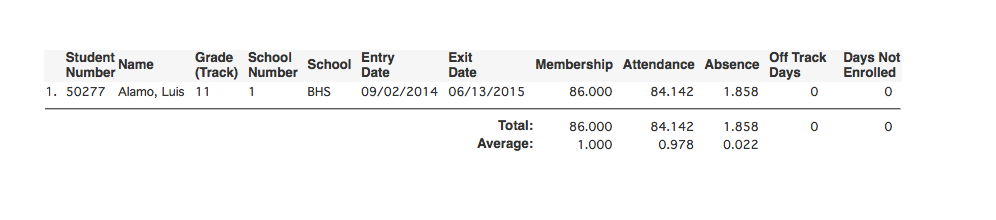 Student Number Name Grade (Track) School Number School Entry Date Exit Date Membership Attendance Absence Off Track Days Days Not Enrolled
1. 50277 Alamo, Luis 11 1 BHS 09/02/2014 06/13/2015 86.000 84.142 1.858 0 0
Total: 86.000 84.142 1.858 0 0
Average: 1.000 0.978 0.022